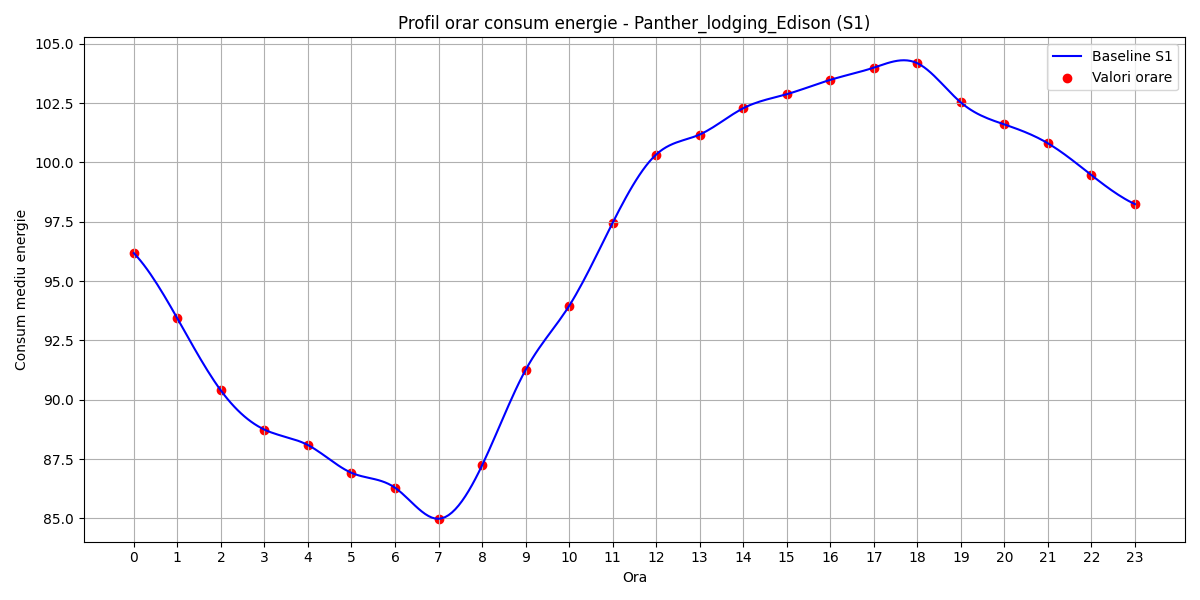 Profil orar consum energie - Panther_lodging_Edison (S1)
Baseline S1
Valori orare
Consum mediu energie
105.0
102.5
100.0
97.5
95.0
92.5
90.0
87.5
85.0
0 1 2 3 4 5 6 7 8 9 10 11 12 13 14 15 16 17 18 19 20 21 22 23
Ora